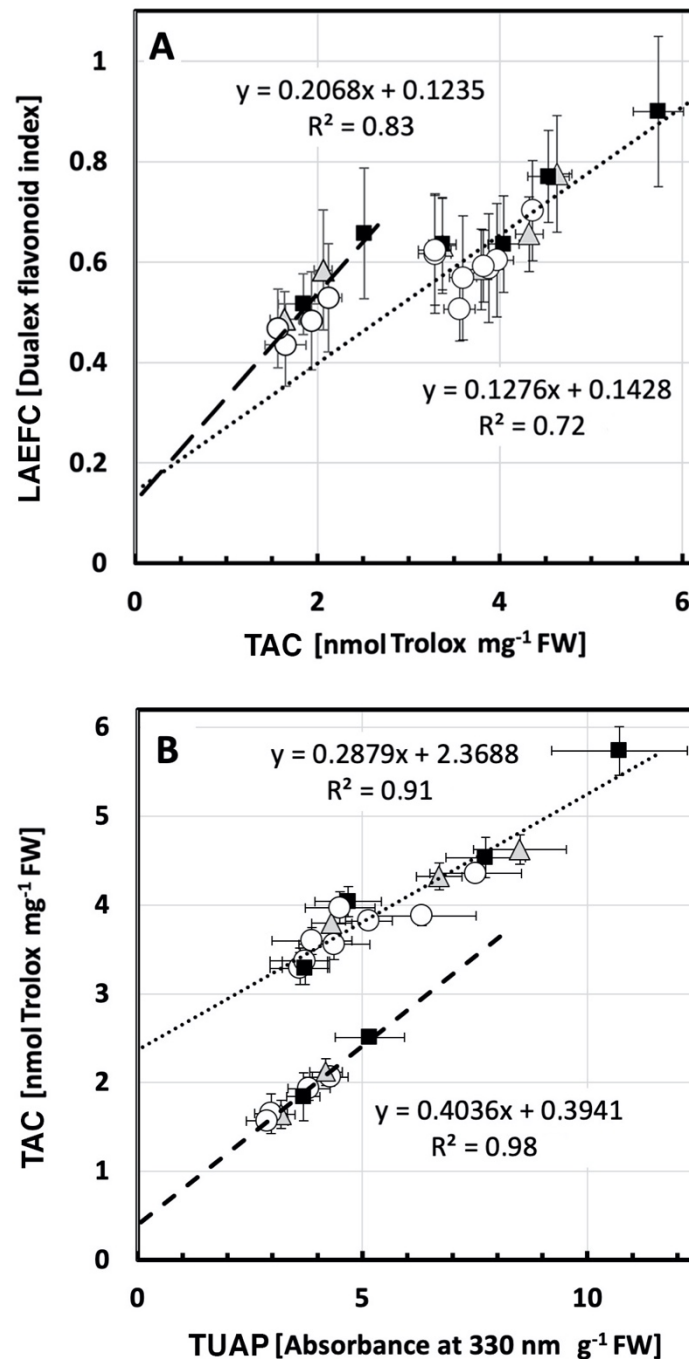 A
y = 0.2068x + 0.1235
R² = 0.83
y = 0.1276x + 0.1428
R² = 0.72
1
0.8
0.6
0.4
0.2
0
0 2 4 6
LAEFC [Dualex flavonoid index]
TAC [nmol Trolox mg⁻¹ FW]
B
y = 0.2879x + 2.3688
R² = 0.91
y = 0.4036x + 0.3941
R² = 0.98
6
5
4
3
2
1
0
0 5 10
TAC [nmol Trolox mg⁻¹ FW]
TUAP [Absorbance at 330 nm g⁻¹ FW]